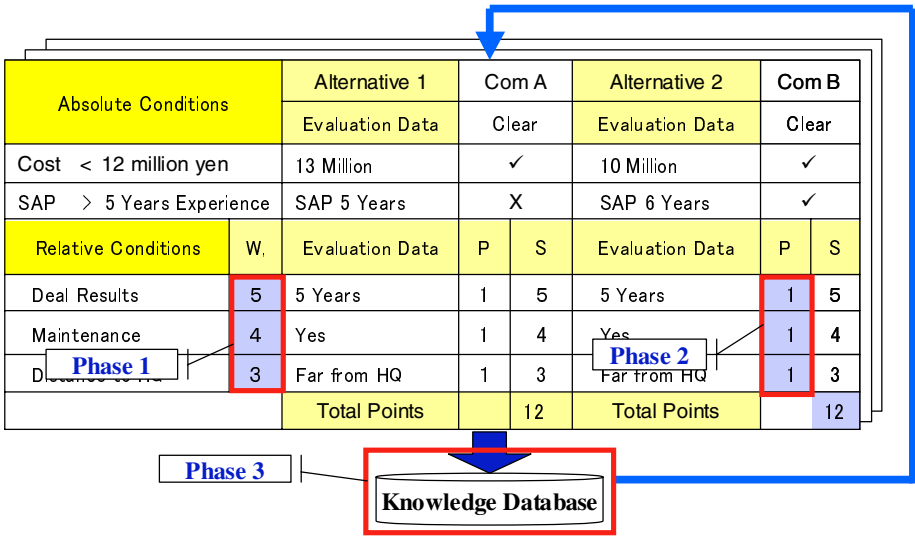 Absolute Conditions Alternative 1 Com A Alternative 2 Com B
Evaluation Data Clear Evaluation Data Clear
Cost < 12 million yen 13 Million ✓ 10 Million ✓
SAP > 5 Years Experience SAP 5 Years X SAP 6 Years ✓
Relative Conditions W, Evaluation Data P S Evaluation Data P S
Deal Results 5 5 Years 1 5 5 Years 1 5
Maintenance 4 Yes 1 4 Yes 1 4
Phase 1 Phase 2
3 Far from HQ 1 3 Far from HQ 1 3
Total Points 12 Total Points 12
Phase 3
Knowledge Database